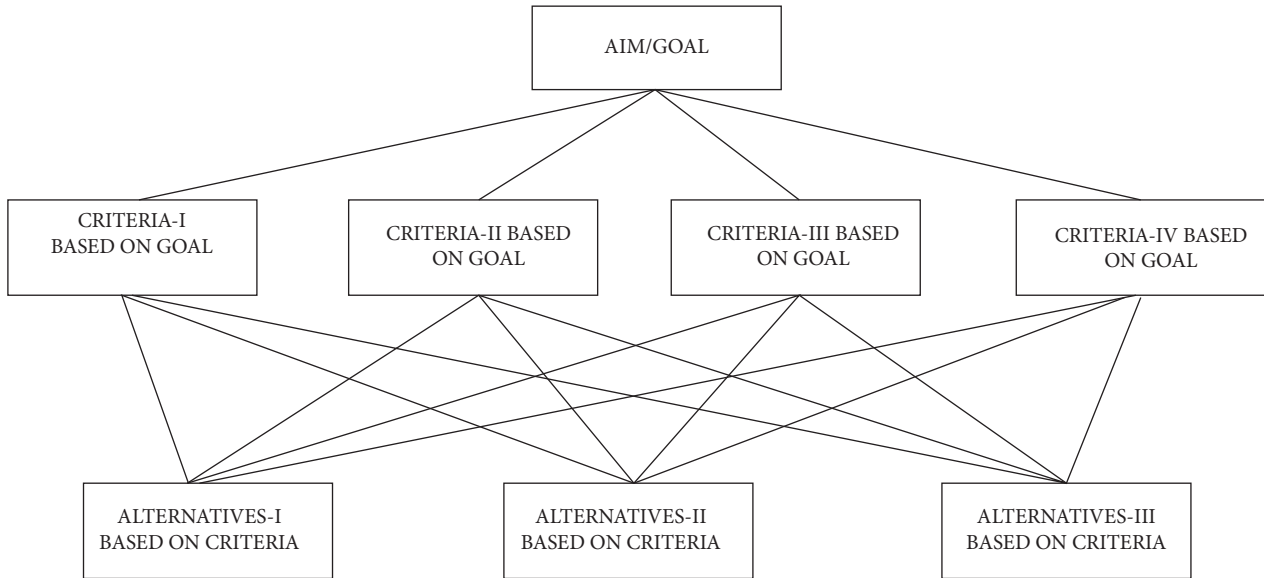 AIM/GOAL
CRITERIA-I
BASED ON GOAL
CRITERIA-II BASED
ON GOAL
CRITERIA-III BASED
ON GOAL
CRITERIA-IV BASED
ON GOAL
ALTERNATIVES-I
BASED ON CRITERIA
ALTERNATIVES-II
BASED ON CRITERIA
ALTERNATIVES-III
BASED ON CRITERIA